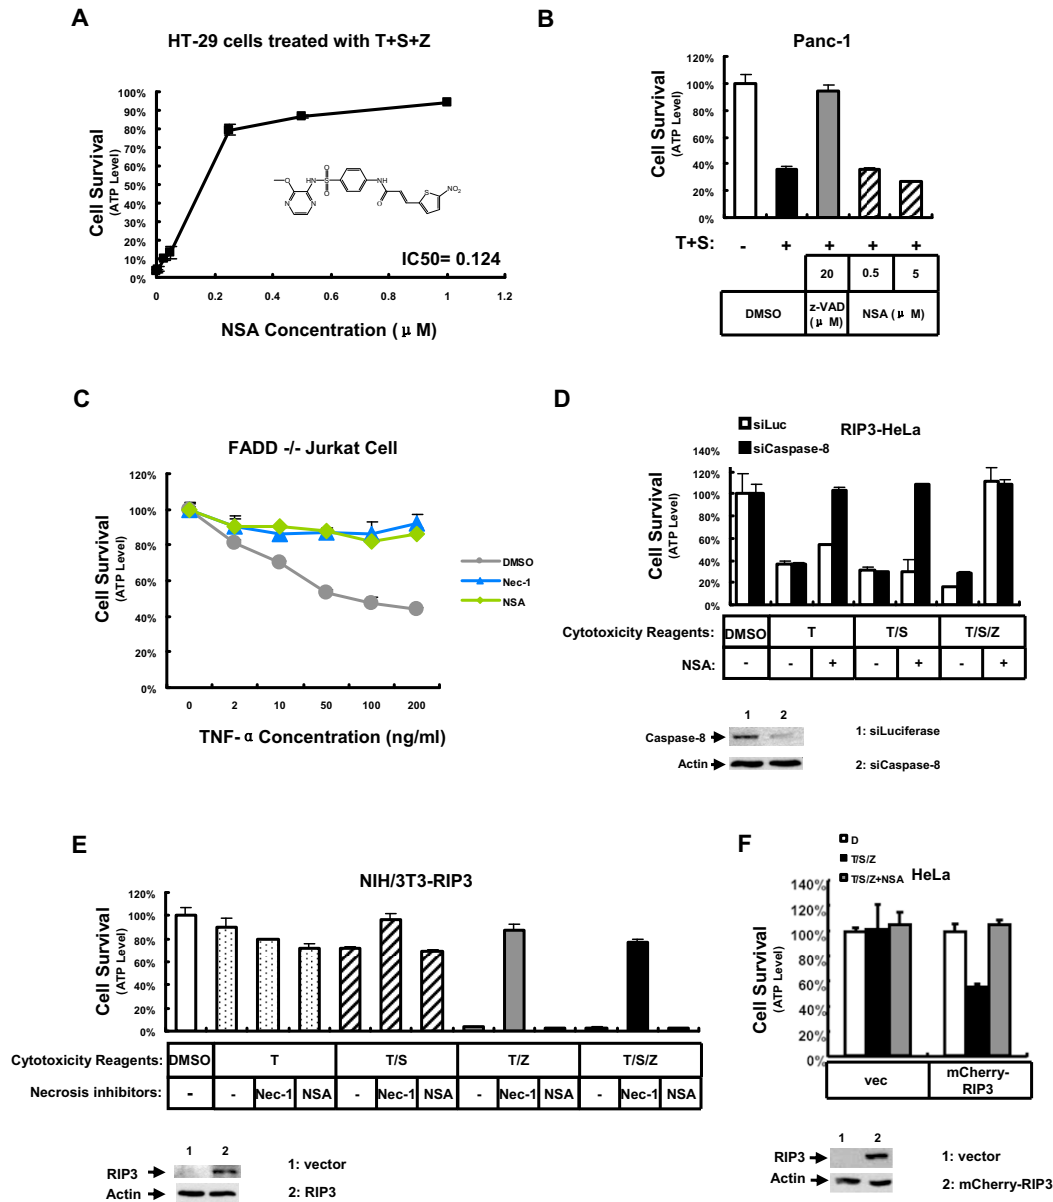 A
HT-29 cells treated with T+S+Z
100%
90%
80%
70%
60%
50%
40%
30%
20%
10%
0%
Cell Survival
(ATP Level)
O
HN
S
O
O
N
N
NH
O
S
NO₂
IC50= 0.124
0 0.2 0.4 0.6 0.8 1 1.2
NSA Concentration (μ M)
B
Panc-1
120%
100%
80%
60%
40%
20%
0%
Cell Survival
(ATP Level)
T+S: - + + + +
20 0.5 5
DMSO z-VAD (μ M) NSA (μ M)
C
FADD -/- Jurkat Cell
120%
100%
80%
60%
40%
20%
0%
Cell Survival
(ATP Level)
DMSO
Nec-1
NSA
0 2 10 50 100 200
TNF-α Concentration (ng/ml)
D
siLuc
siCaspase-8
RIP3-HeLa
140%
120%
100%
80%
60%
40%
20%
0%
Cell Survival
(ATP Level)
Cytotoxicity Reagents: DMSO T T/S T/S/Z
NSA: - - + - + - +
1 2
Caspase-8
Actin
1: siLuciferase
2: siCaspase-8
E
NIH/3T3-RIP3
120%
100%
80%
60%
40%
20%
0%
Cell Survival
(ATP Level)
Cytotoxicity Reagents: DMSO T T/S T/Z T/S/Z
Necrosis inhibitors: - - Nec-1 NSA - Nec-1 NSA - Nec-1 NSA - Nec-1 NSA
1 2
RIP3
Actin
1: vector
2: RIP3
F
D
T/S/Z
T/S/Z+NSA
HeLa
140%
120%
100%
80%
60%
40%
20%
0%
Cell Survival
(ATP Level)
vec mCherry-RIP3
1 2
RIP3
Actin
1: vector
2: mCherry-RIP3